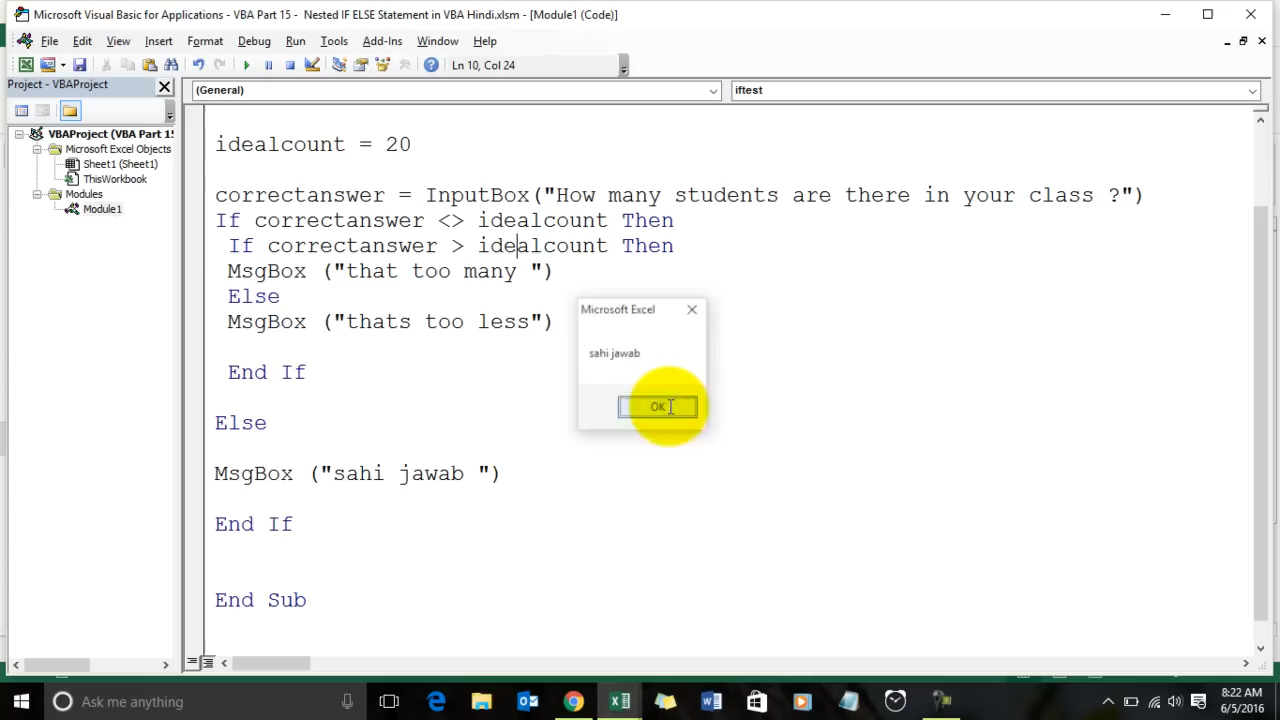 Microsoft Visual Basic for Applications - VBA Part 15 - Nested IF ELSE Statement in VBA Hindi.xlsm - [Module1 (Code)]
File Edit View Insert Format Debug Run Tools Add-Ins Window Help
Ln 10, Col 24
Project - VBAProject
(General) iftest
VBAProject (VBA Part 15
Microsoft Excel Objects
Sheet1 (Sheet1)
ThisWorkbook
Modules
Module1
idealcount = 20
correctanswer = InputBox("How many students are there in your class ?")
If correctanswer <> idealcount Then
If correctanswer > idealcount Then
MsgBox ("that too many ")
Else
MsgBox ("thats too less")
End If
Else
MsgBox ("sahi jawab ")
End If
End Sub
Microsoft Excel
sahi jawab
OK
Ask me anything
8:22 AM
6/5/2016